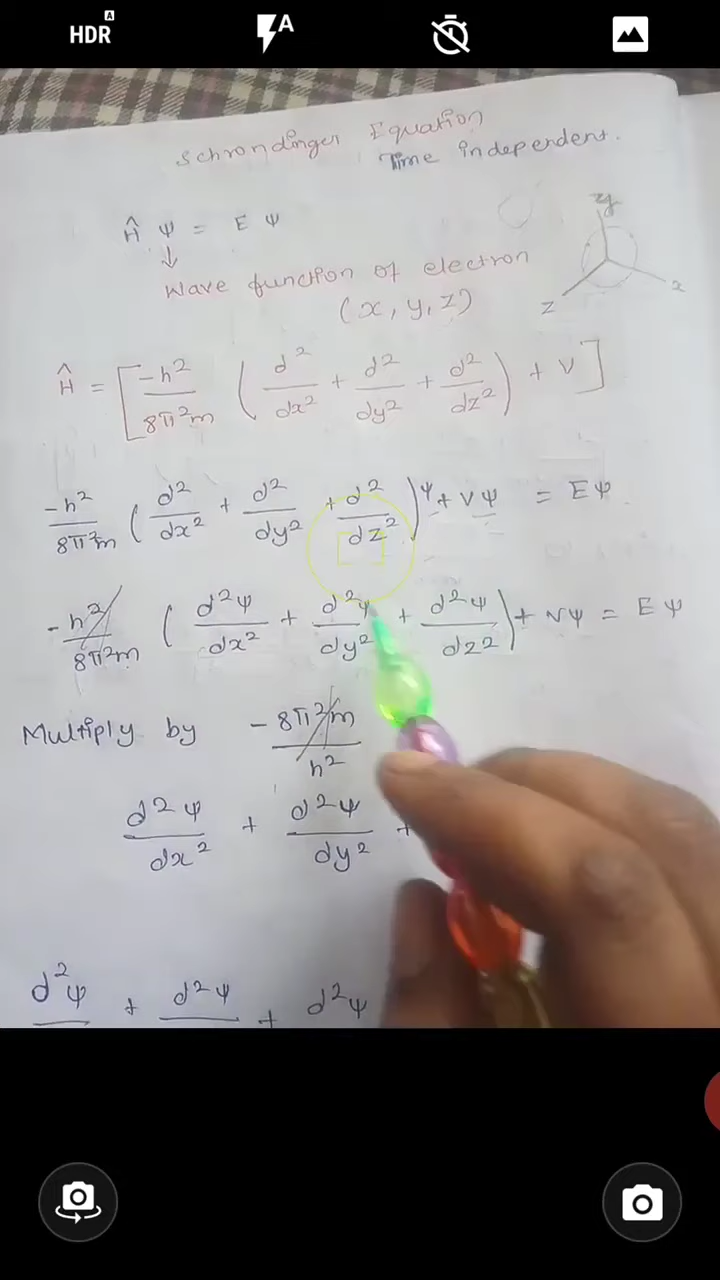 HDR A
A
Schrondinger Equation
Time independent.
Ĥ Ψ = E Ψ
↓
Wave function of electron
(x, y, z)
x
z
Ĥ = [ -h²/8π²m ( d²/dx² + d²/dy² + d²/dz² ) + V ]
-h²/8π²m ( d²/dx² + d²/dy² + d²/dz² ) Ψ + VΨ = EΨ
-h²/8π²m ( d²Ψ/dx² + d²Ψ/dy² + d²Ψ/dz² ) + VΨ = EΨ
Multiply by -8π²m/h²
d²Ψ/dx² + d²Ψ/dy² +
d²Ψ + d²Ψ + d²Ψ